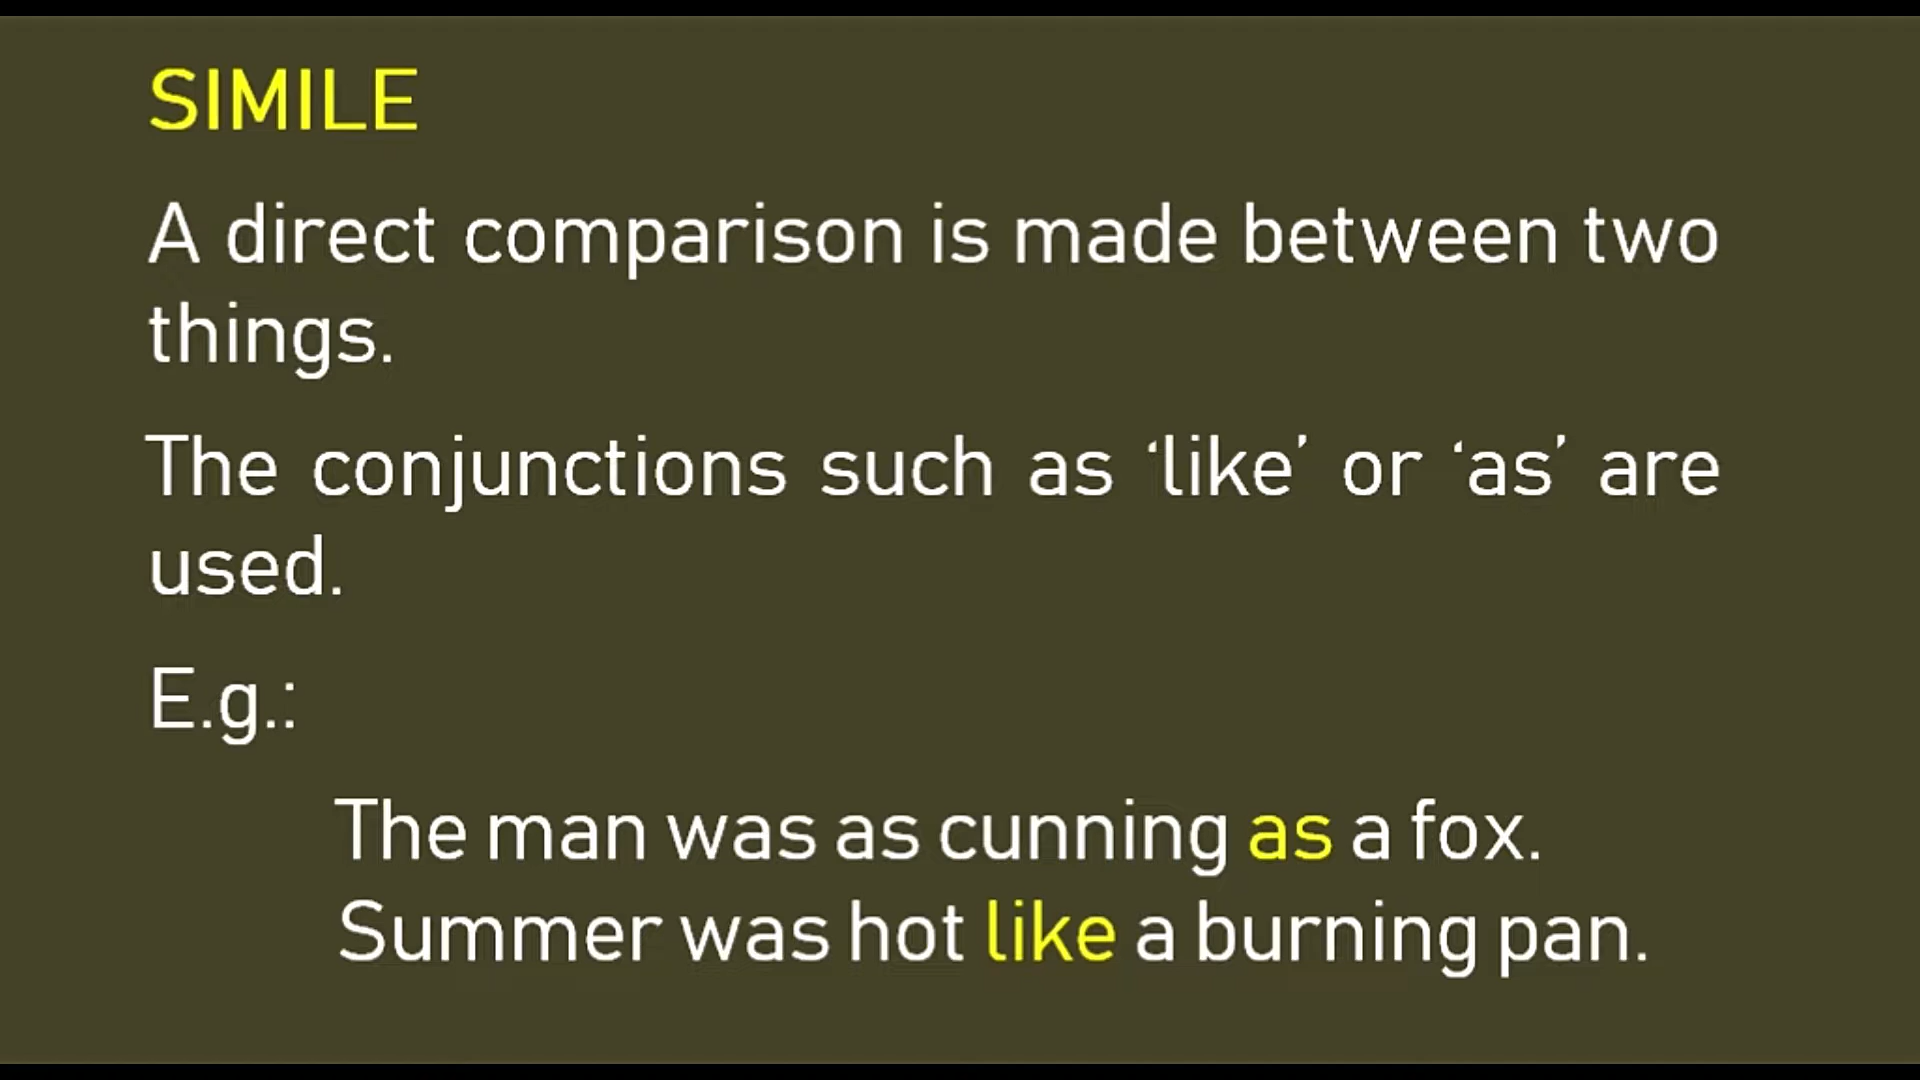 SIMILE
A direct comparison is made between two
things.
The conjunctions such as ‘like’ or ‘as’ are
used.
E.g.:
The man was as cunning as a fox.
Summer was hot like a burning pan.